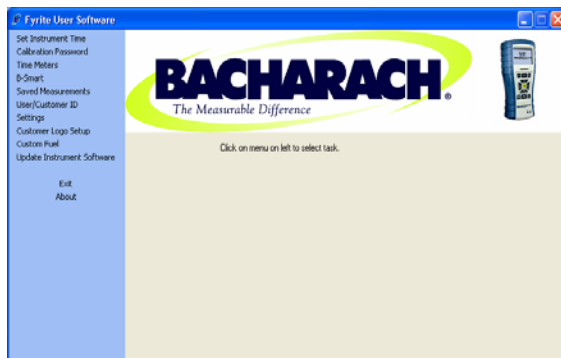 Fyrite User Software
Set Instrument Time
Calibration Password
Time Meters
B-Smart
Saved Measurements
User/Customer ID
Settings
Customer Logo Setup
Custom Fuel
Update Instrument Software
Exit
About
BACHARACH®
The Measurable Difference
Click on menu on left to select task.